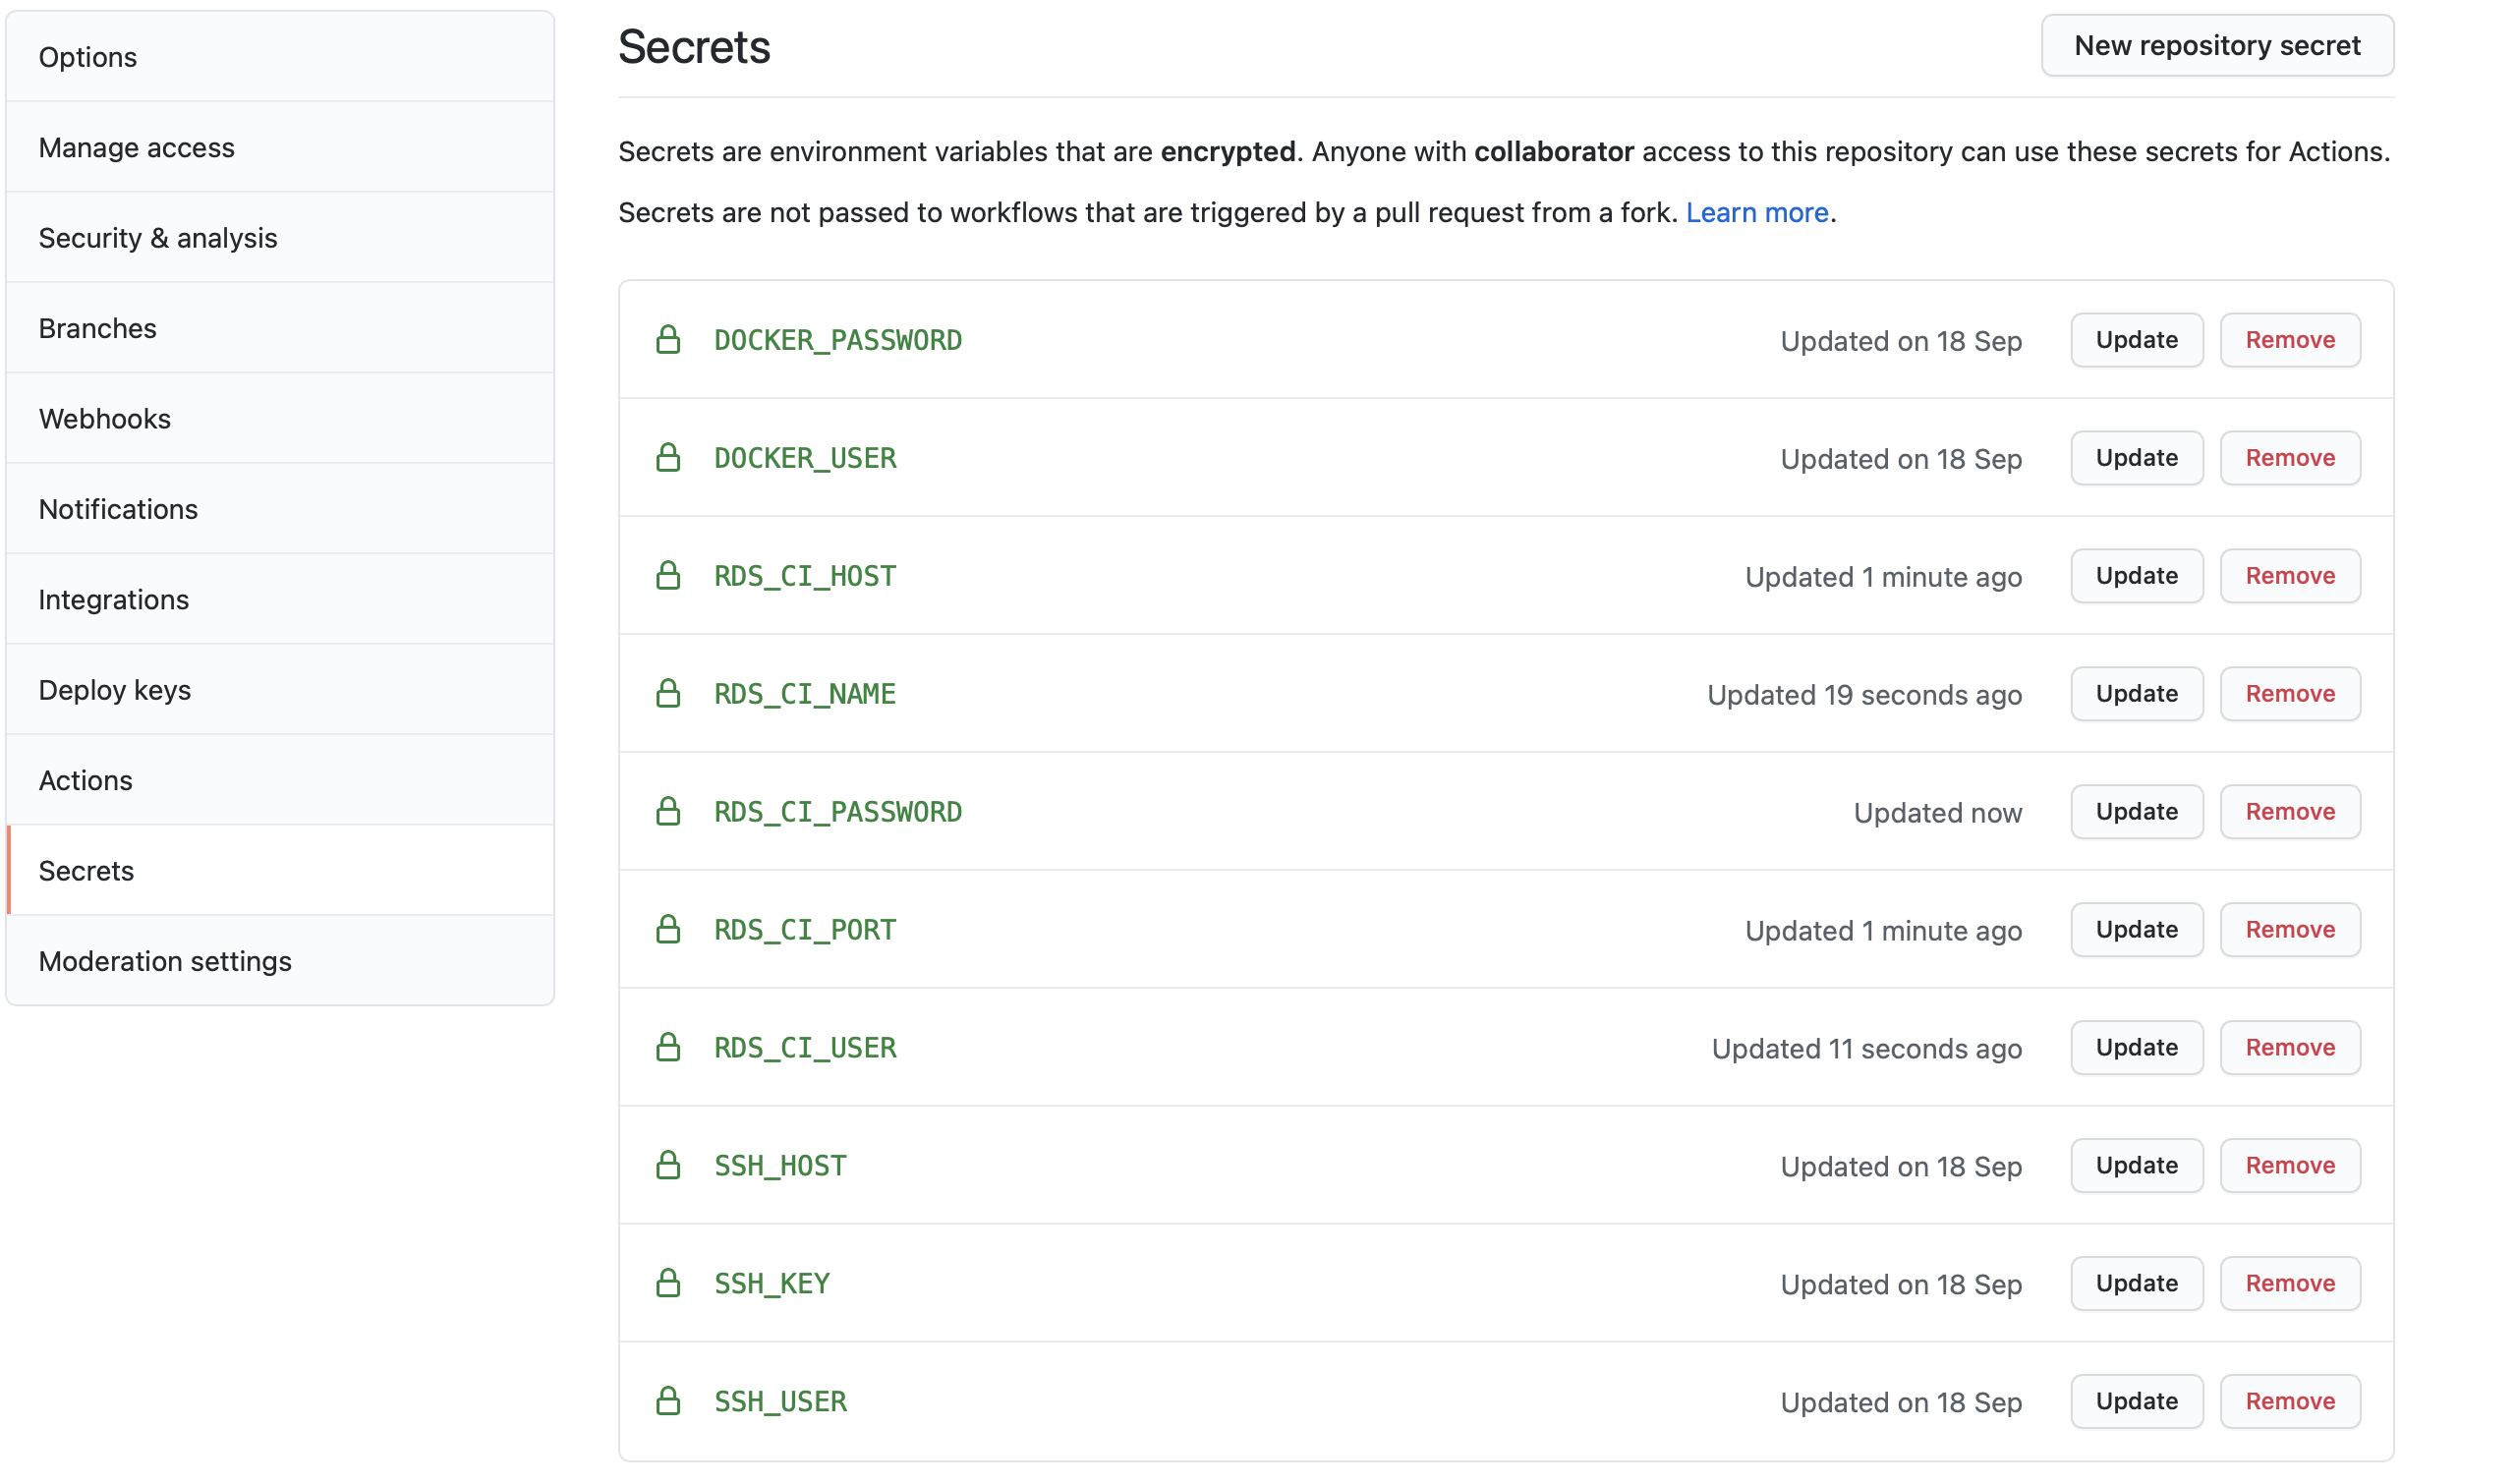 Options
Manage access
Security & analysis
Branches
Webhooks
Notifications
Integrations
Deploy keys
Actions
Secrets
Moderation settings
Secrets
New repository secret
Secrets are environment variables that are encrypted. Anyone with collaborator access to this repository can use these secrets for Actions.
Secrets are not passed to workflows that are triggered by a pull request from a fork. Learn more.
DOCKER_PASSWORD Updated on 18 Sep Update Remove
DOCKER_USER Updated on 18 Sep Update Remove
RDS_CI_HOST Updated 1 minute ago Update Remove
RDS_CI_NAME Updated 19 seconds ago Update Remove
RDS_CI_PASSWORD Updated now Update Remove
RDS_CI_PORT Updated 1 minute ago Update Remove
RDS_CI_USER Updated 11 seconds ago Update Remove
SSH_HOST Updated on 18 Sep Update Remove
SSH_KEY Updated on 18 Sep Update Remove
SSH_USER Updated on 18 Sep Update Remove